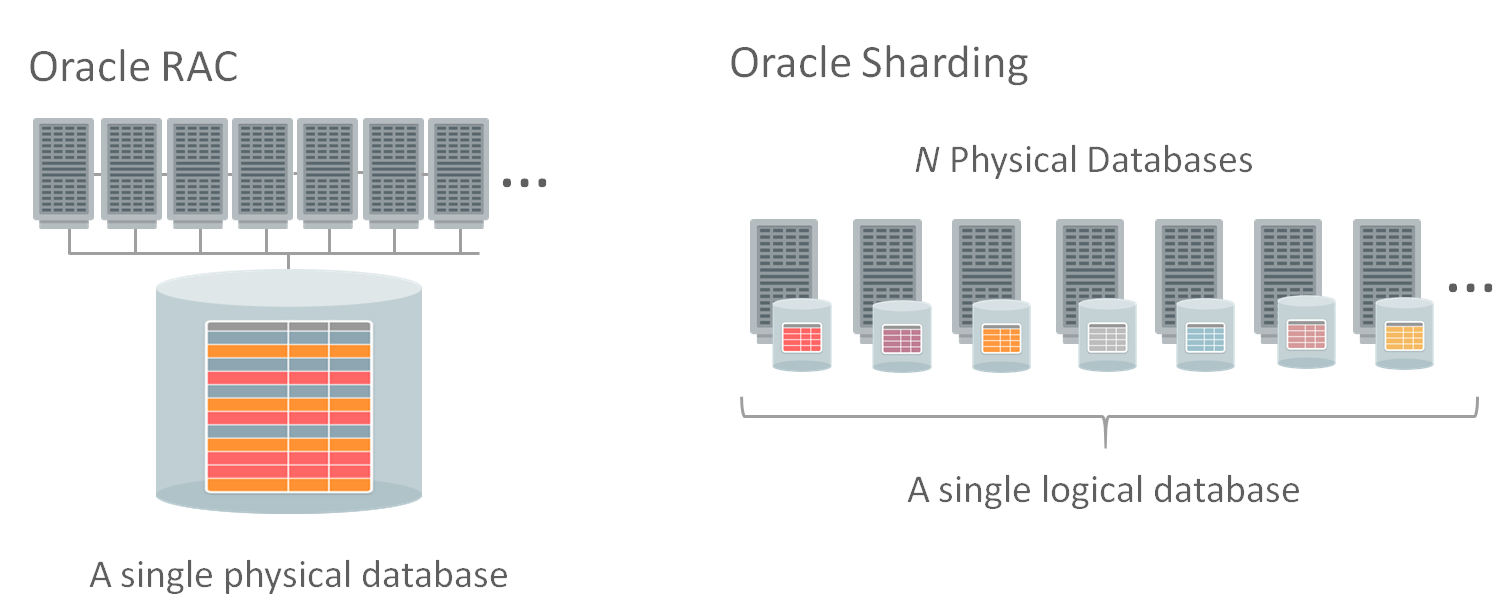 Oracle RAC
...
A single physical database
Oracle Sharding
N Physical Databases
...
A single logical database